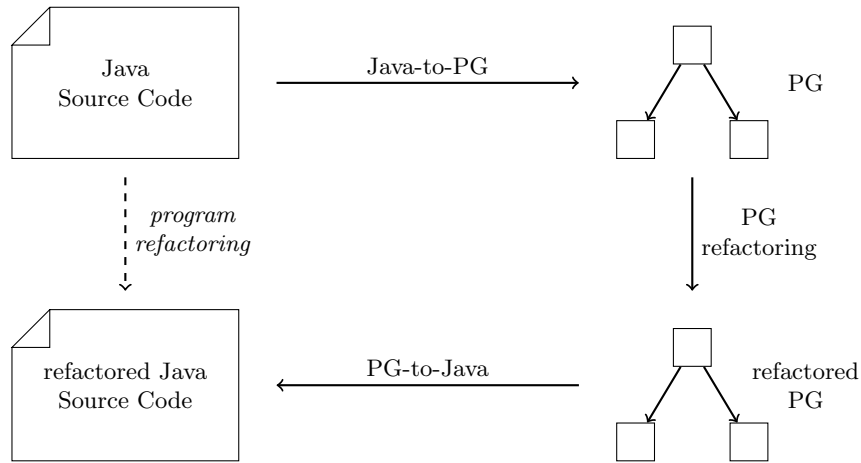 Java
Source Code
Java-to-PG
PG
program
refactoring
PG
refactoring
refactored Java
Source Code
PG-to-Java
refactored
PG